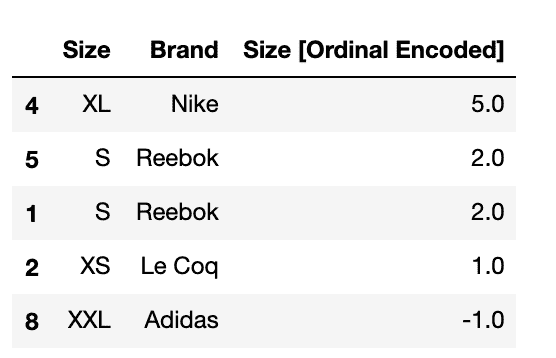 Size Brand Size [Ordinal Encoded]
4 XL Nike 5.0
5 S Reebok 2.0
1 S Reebok 2.0
2 XS Le Coq 1.0
8 XXL Adidas -1.0